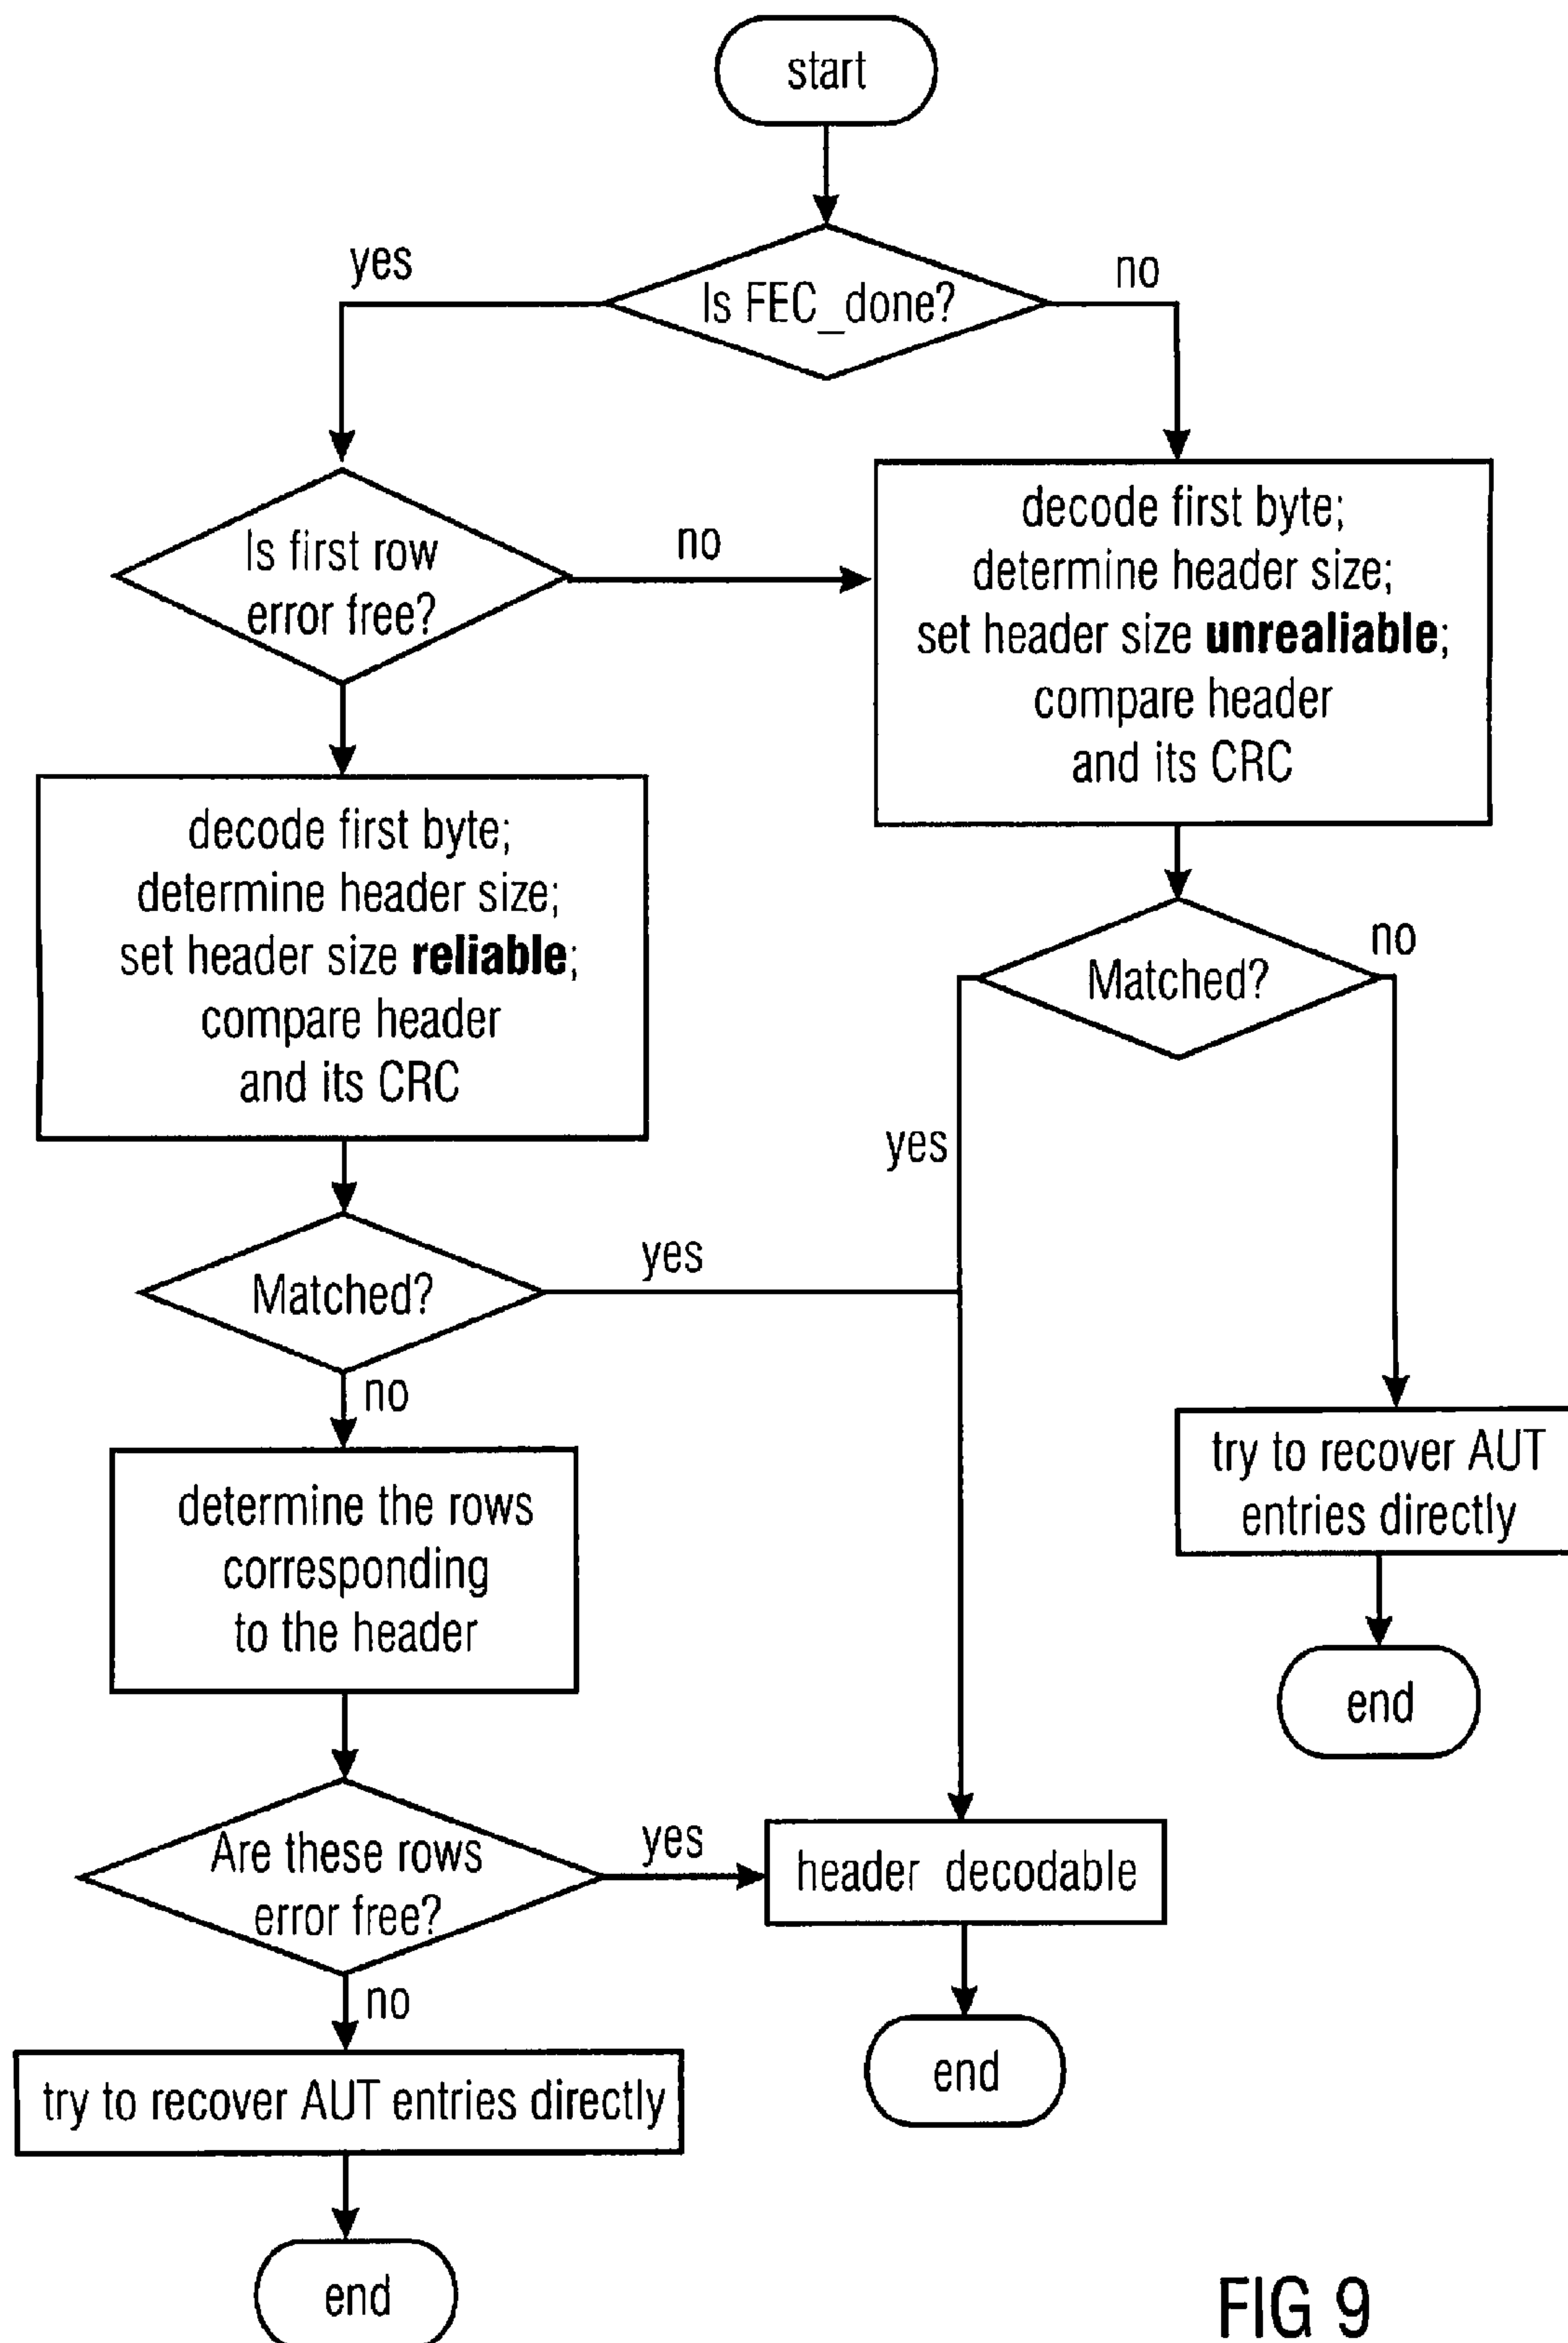 start
yes
no
Is FEC_done?
Is first row
error free?
no
decode first byte;
determine header size;
set header size unrealiable;
compare header
and its CRC
decode first byte;
determine header size;
set header size reliable;
compare header
and its CRC
Matched?
no
yes
Matched?
yes
no
try to recover AUT
entries directly
determine the rows
corresponding
to the header
end
Are these rows
error free?
yes
header decodable
no
end
try to recover AUT entries directly
end
FIG 9